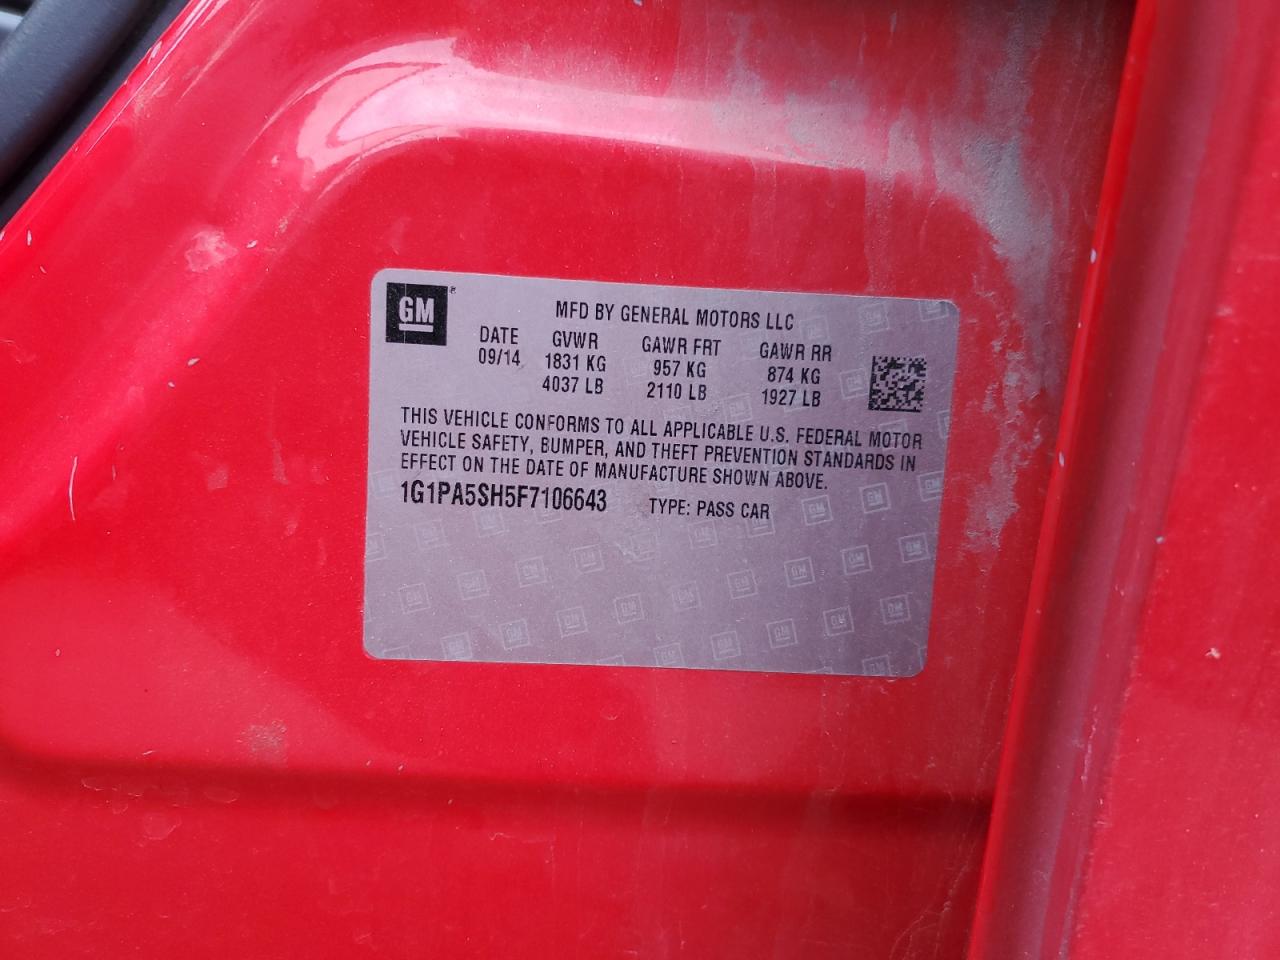 GM®
MFD BY GENERAL MOTORS LLC
DATE GVWR GAWR FRT GAWR RR
09/14 1831 KG 957 KG 874 KG
4037 LB 2110 LB 1927 LB
THIS VEHICLE CONFORMS TO ALL APPLICABLE U.S. FEDERAL MOTOR
VEHICLE SAFETY, BUMPER, AND THEFT PREVENTION STANDARDS IN
EFFECT ON THE DATE OF MANUFACTURE SHOWN ABOVE.
1G1PA5SH5F7106643 TYPE: PASS CAR